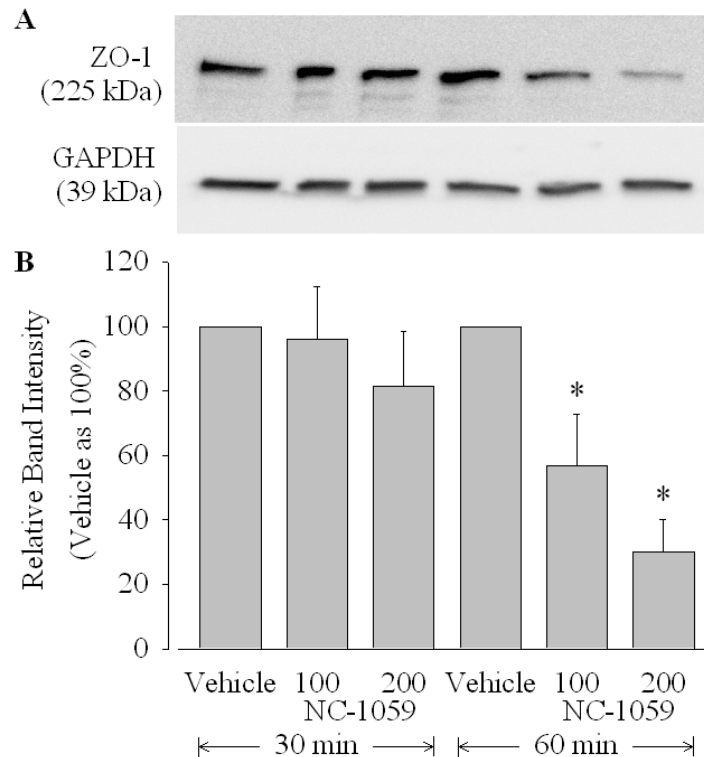 A
ZO-1
(225 kDa)
GAPDH
(39 kDa)
B
Relative Band Intensity
(Vehicle as 100%)
120
100
80
60
40
20
0
*
*
Vehicle 100 200 Vehicle 100 200
NC-1059 NC-1059
30 min 60 min